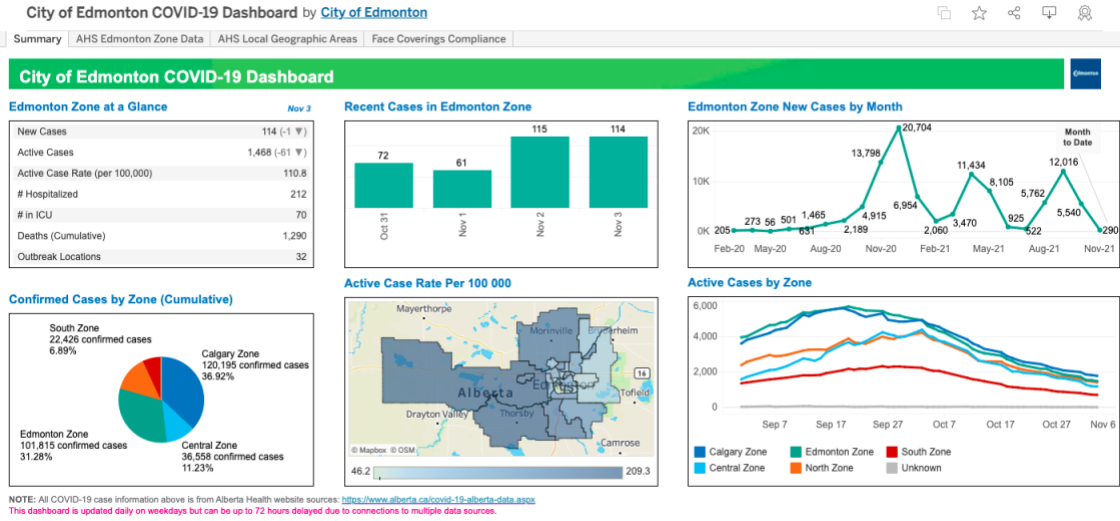 City of Edmonton COVID-19 Dashboard by City of Edmonton
Summary
AHS Edmonton Zone Data
AHS Local Geographic Areas
Face Coverings Compliance
City of Edmonton COVID-19 Dashboard
Edmonton
Edmonton Zone at a Glance
Nov 3
New Cases 114 (-1 ▼)
Active Cases 1,468 (-61 ▼)
Active Case Rate (per 100,000) 110.8
# Hospitalized 212
# in ICU 70
Deaths (Cumulative) 1,290
Outbreak Locations 32
Recent Cases in Edmonton Zone
72
61
115
114
Oct 31
Nov 1
Nov 2
Nov 3
Edmonton Zone New Cases by Month
20K
10K
0K
205
273
56
501
631
1,465
2,189
4,915
13,798
20,704
6,954
2,060
3,470
11,434
8,105
925
522
5,762
12,016
5,540
290
Month
to Date
Feb-20
May-20
Aug-20
Nov-20
Feb-21
May-21
Aug-21
Nov-21
Confirmed Cases by Zone (Cumulative)
South Zone
22,426 confirmed cases
6.89%
Calgary Zone
120,195 confirmed cases
36.92%
Edmonton Zone
101,815 confirmed cases
31.28%
Central Zone
36,558 confirmed cases
11.23%
Active Case Rate Per 100 000
Mayerthorpe
Morinville
Bruderheim
Edmonton
16
Alberta
Tofield
Drayton Valley
Thorsby
Camrose
© Mapbox © OSM
46.2
209.3
Active Cases by Zone
6,000
4,000
2,000
0
Sep 7
Sep 17
Sep 27
Oct 7
Oct 17
Oct 27
Nov 6
Calgary Zone
Edmonton Zone
South Zone
Central Zone
North Zone
Unknown
NOTE: All COVID-19 case information above is from Alberta Health website sources: https://www.alberta.ca/covid-19-alberta-data.aspx
This dashboard is updated daily on weekdays but can be up to 72 hours delayed due to connections to multiple data sources.